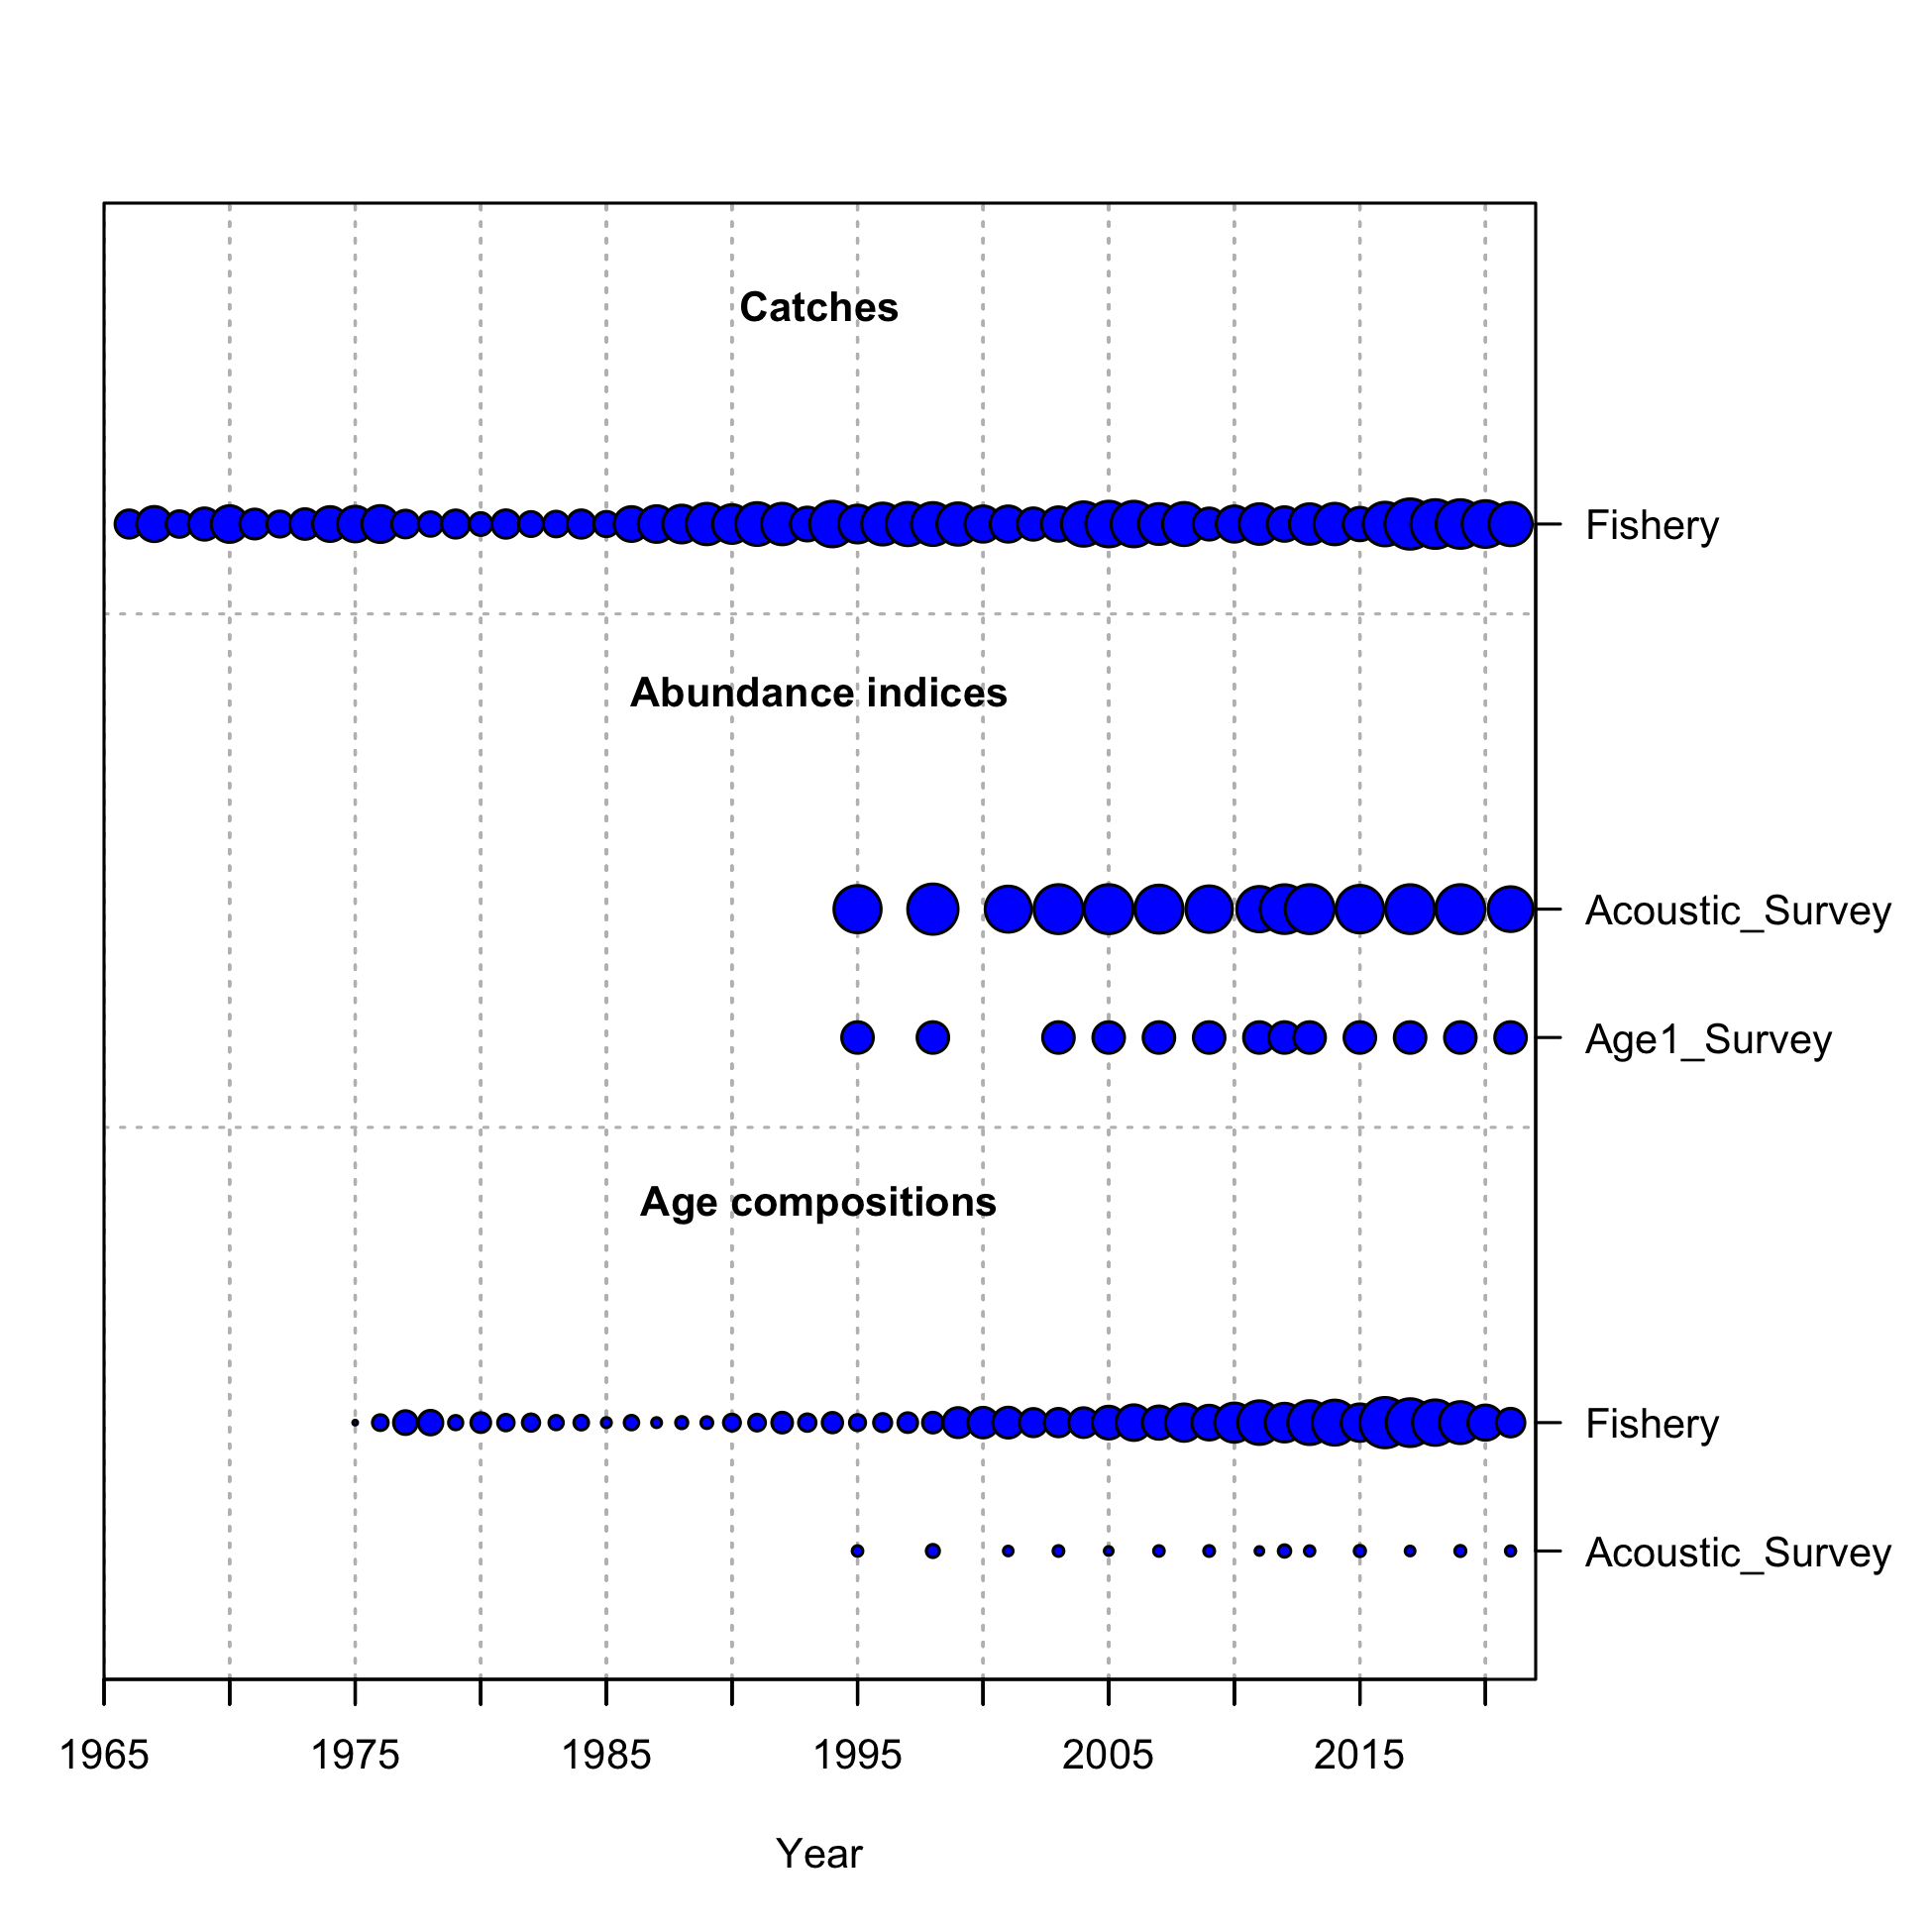 Catches
Fishery
Abundance indices
Acoustic_Survey
Age1_Survey
Age compositions
Fishery
Acoustic_Survey
1965 1975 1985 1995 2005 2015
Year